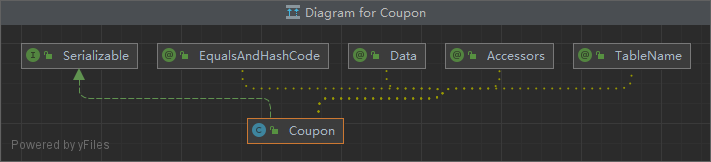 Diagram for Coupon
I Serializable
@ EqualsAndHashCode
@ Data
@ Accessors
@ TableName
C Coupon
Powered by yFiles